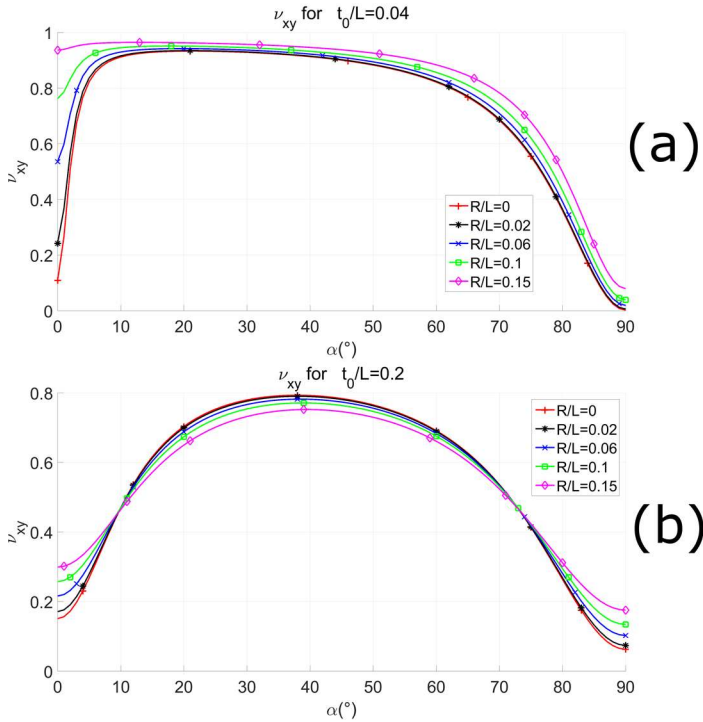 ν_xy for t_0/L=0.04
1
0.8
0.6
0.4
0.2
0
ν_xy
0 10 20 30 40 50 60 70 80 90
α(°)
R/L=0
R/L=0.02
R/L=0.06
R/L=0.1
R/L=0.15
(a)
ν_xy for t_0/L=0.2
0.8
0.6
0.4
0.2
0
ν_xy
0 10 20 30 40 50 60 70 80 90
α(°)
R/L=0
R/L=0.02
R/L=0.06
R/L=0.1
R/L=0.15
(b)